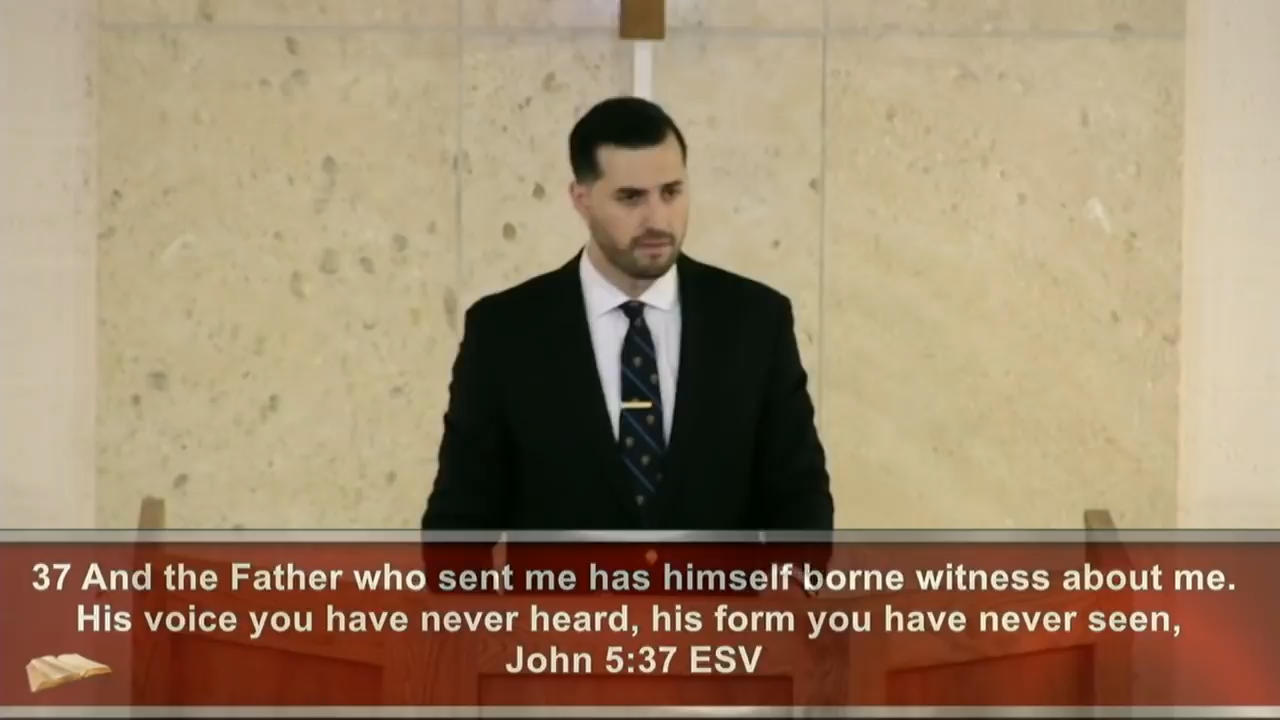 37 And the Father who sent me has himself borne witness about me.
His voice you have never heard, his form you have never seen,
John 5:37 ESV